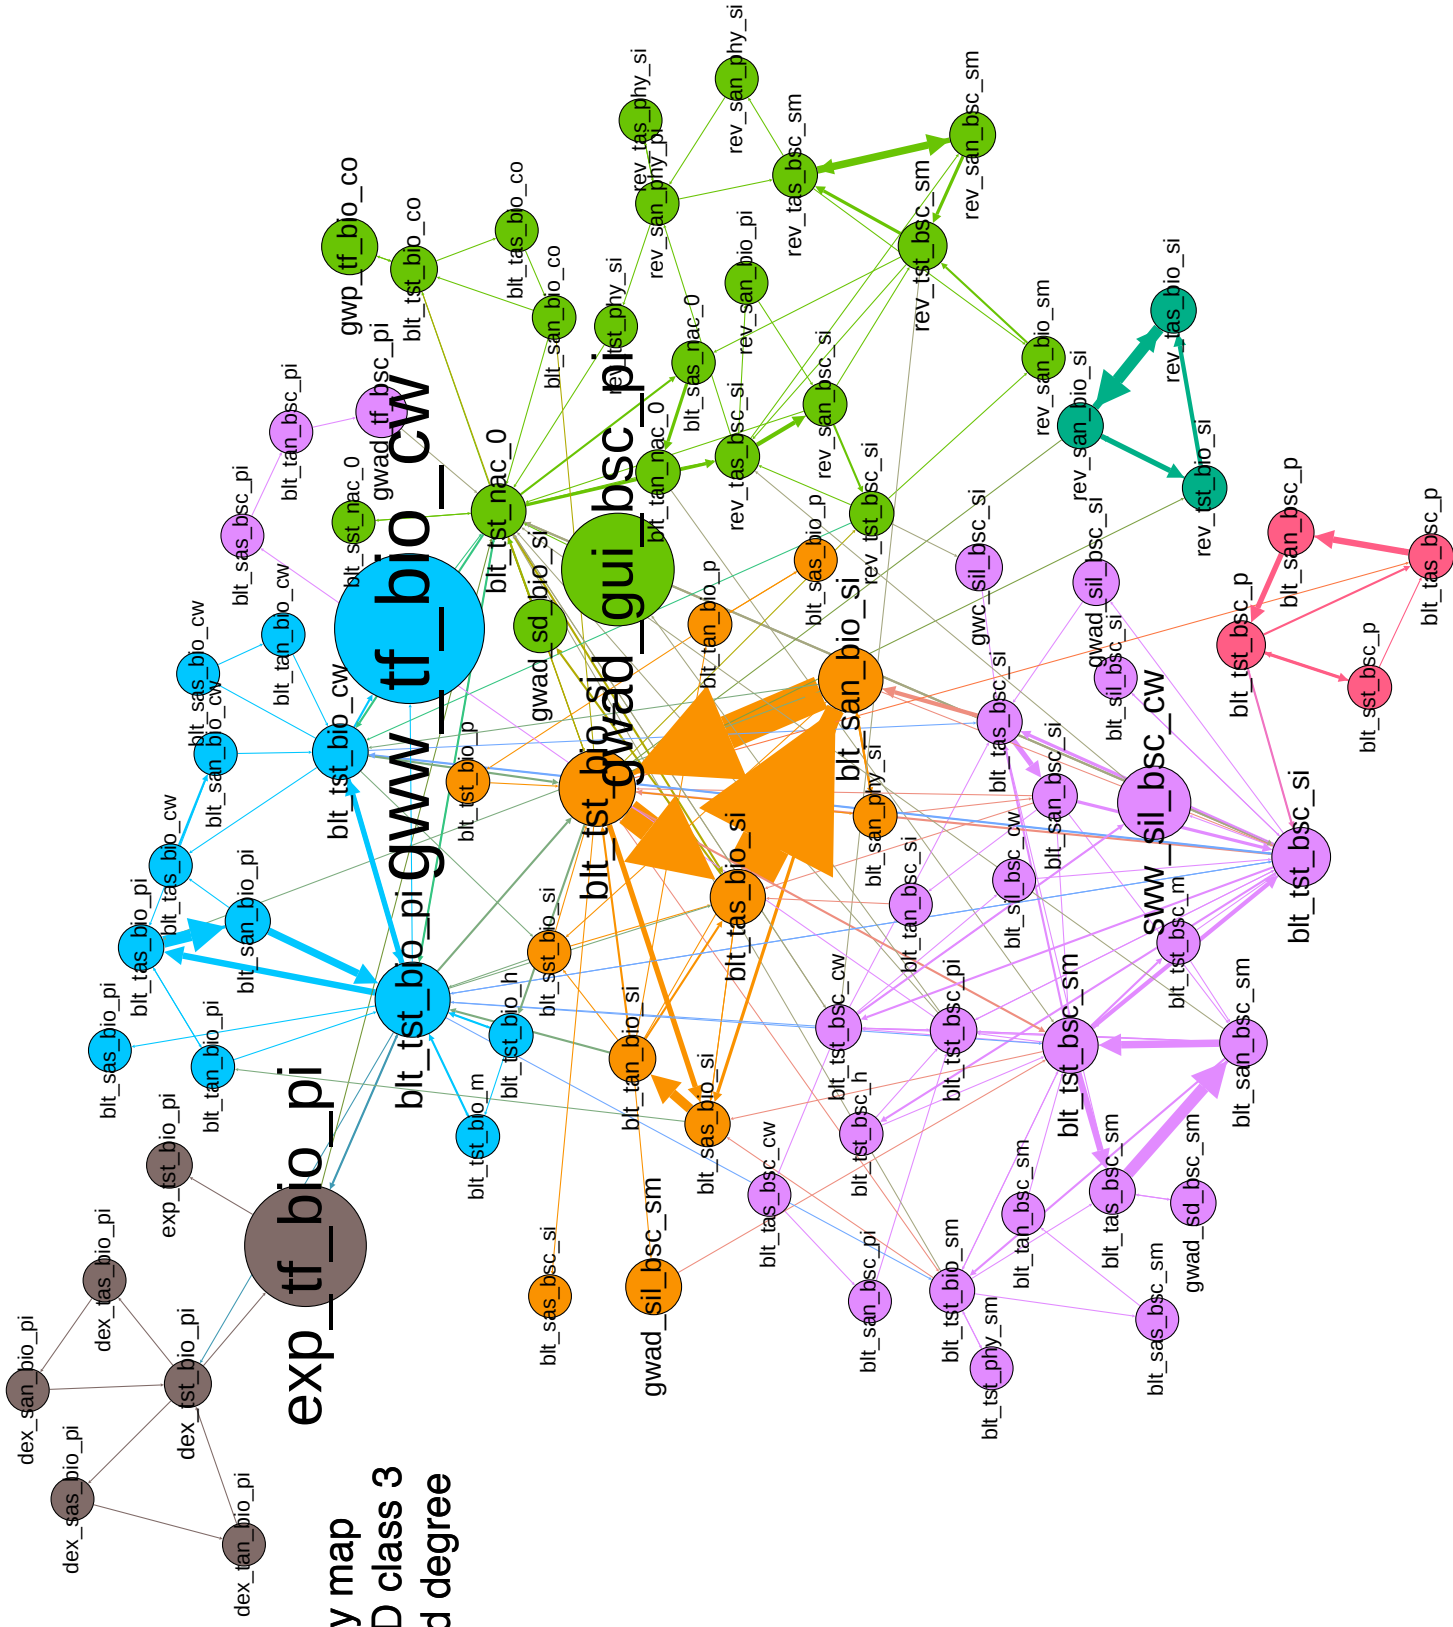 rev_san_phy_si
rev_tas_phy_si
rev_san_bsc_sm
rev_tas_bsc_sm
rev_san_phy_pi
gwp_tf_bio_co
blt_tas_bio_co
blt_tst_bio_co
rev_tst_bsc_sm
rev_san_bio_pi
blt_san_bio_co
rev_tst_phy_si
rev_tas_bio_si
blt_sas_nac_0
rev_san_bio_sm
gwad_tf_bsc_pi
blt_tan_bsc_pi
rev_san_bsc_si
rev_san_bio_si
rev_tas_bsc_si
blt_tan_nac_0
blt_tst_nac_0
rev_tst_bio_si
blt_sas_bsc_pi
blt_sst_nac_0
rev_tst_bsc_si
blt_san_bsc_p
blt_tas_bsc_p
blt_sas_bio_p
gwc_sil_bsc_si
gwad_sil_bsc_si
gwad_gui_bsc_pi
gwad_sd_bio_si
blt_tan_bio_p
gww_tf_bio_cw
blt_tan_bio_cw
blt_sas_bio_cw
blt_tst_bsc_p
blt_san_bio_si
blt_sil_bsc_si
blt_sst_bsc_p
blt_tas_bsc_si
blt_tst_bio_cw
blt_san_bio_cw
blt_tst_bio_p
blt_tst_bio_si
blt_san_bsc_si
sww_sil_bsc_cw
blt_san_phy_si
blt_tst_bsc_si
blt_tas_bio_cw
blt_sil_bsc_cw
blt_tas_bio_si
blt_tan_bsc_si
blt_san_bio_pi
blt_tas_bio_pi
blt_tst_bsc_m
blt_sst_bio_si
blt_tst_bio_pi
blt_tst_bsc_cw
blt_tst_bsc_pi
blt_tst_bio_h
blt_tst_bsc_sm
blt_san_bsc_sm
blt_sas_bio_pi
blt_tan_bio_pi
blt_tan_bio_si
blt_sas_bio_si
blt_tst_bsc_h
blt_tst_bio_m
exp_tst_bio_pi
blt_tas_bsc_cw
blt_tas_bsc_sm
gwad_sd_bsc_sm
blt_tan_bsc_sm
exp_tf_bio_pi
dex_tas_bio_pi
gwad_sil_bsc_sm
blt_sas_bsc_si
blt_san_bsc_pi
blt_tst_bio_sm
blt_sas_bsc_sm
blt_tst_phy_sm
dex_san_bio_pi
dex_tst_bio_pi
dex_sas_bio_pi
dex_tan_bio_pi
y map
D class 3
d degree